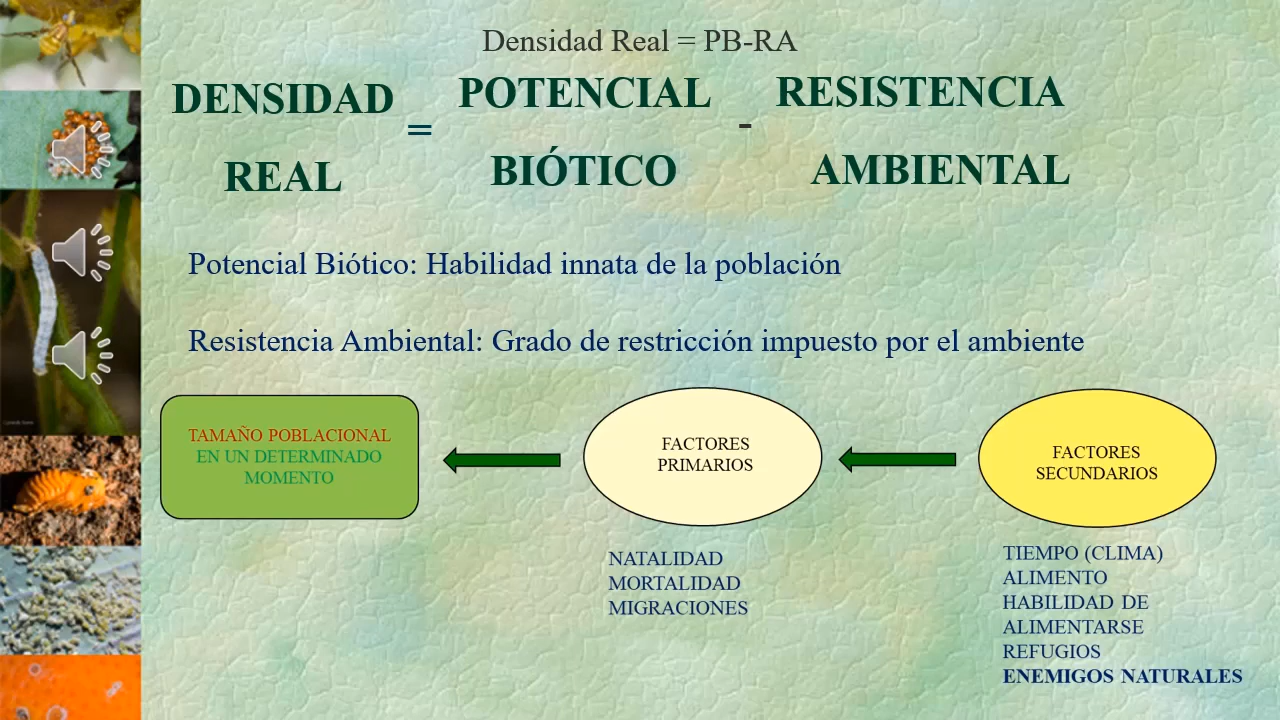 Densidad Real = PB-RA
DENSIDAD
REAL
=
POTENCIAL
BIÓTICO
-
RESISTENCIA
AMBIENTAL
Potencial Biótico: Habilidad innata de la población
Resistencia Ambiental: Grado de restricción impuesto por el ambiente
TAMAÑO POBLACIONAL
EN UN DETERMINADO
MOMENTO
FACTORES
PRIMARIOS
FACTORES
SECUNDARIOS
NATALIDAD
MORTALIDAD
MIGRACIONES
TIEMPO (CLIMA)
ALIMENTO
HABILIDAD DE
ALIMENTARSE
REFUGIOS
ENEMIGOS NATURALES